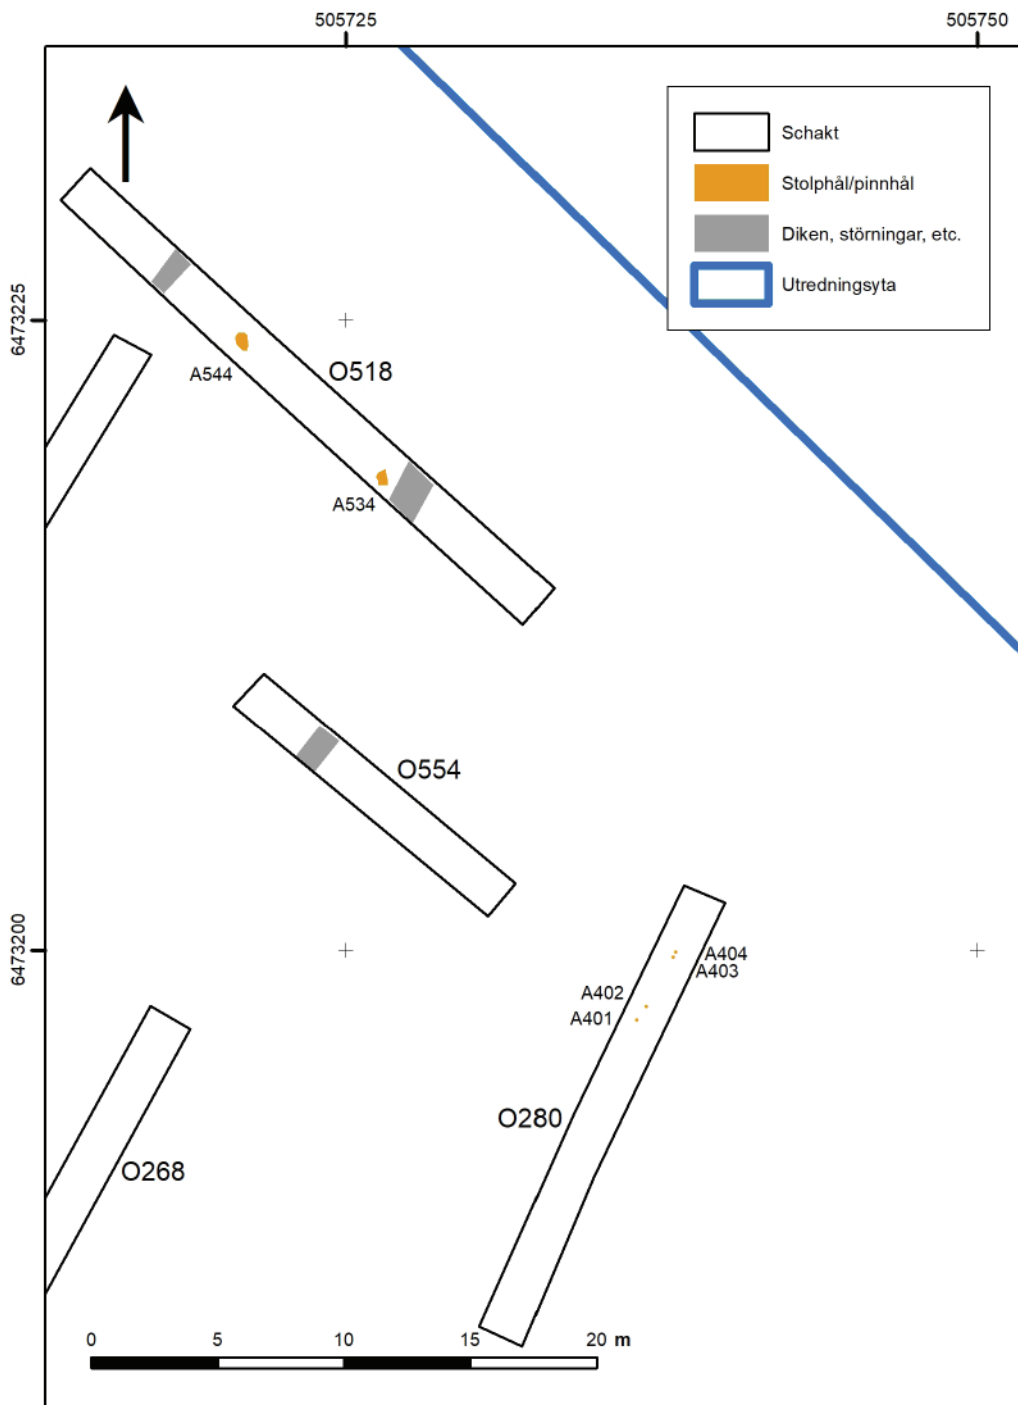 505725
505750
Schakt
Stolphål/pinnhål
Diken, störningar, etc.
Utredningsyta
6473225
A544
O518
A534
O554
6473200
A404
A403
A402
A401
O280
O268
0 5 10 15 20 m